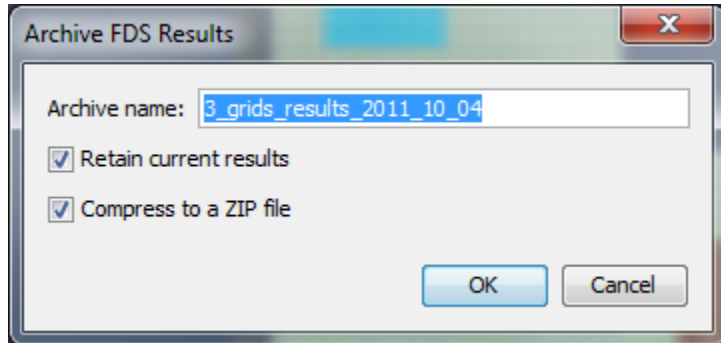 Archive FDS Results
Archive name: 3_grids_results_2011_10_04
Retain current results
Compress to a ZIP file
OK Cancel